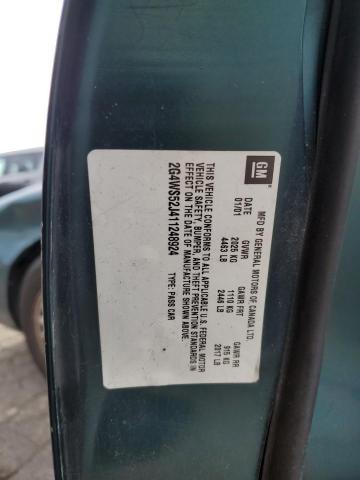 GM
MFD BY GENERAL MOTORS OF CANADA LTD.
DATE GVWR GAWR FRT GAWR RR
01/01 2025 KG 1110 KG 915 KG
4463 LB 2446 LB 2017 LB
THIS VEHICLE CONFORMS TO ALL APPLICABLE U.S. FEDERAL MOTOR
VEHICLE SAFETY, BUMPER, AND THEFT PREVENTION STANDARDS IN
EFFECT ON THE DATE OF MANUFACTURE SHOWN ABOVE.
2G4WS52J411248924 TYPE: PASS CAR